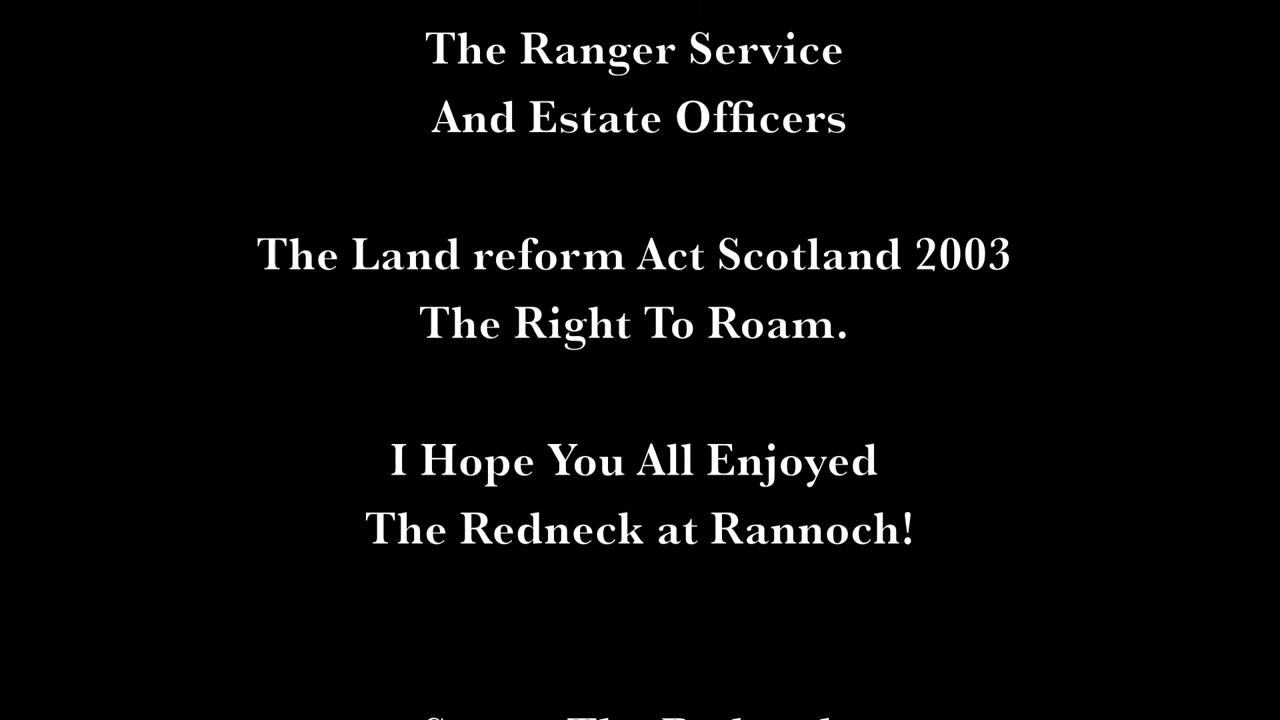 The Ranger Service
And Estate Officers
The Land reform Act Scotland 2003
The Right To Roam.
I Hope You All Enjoyed
The Redneck at Rannoch!